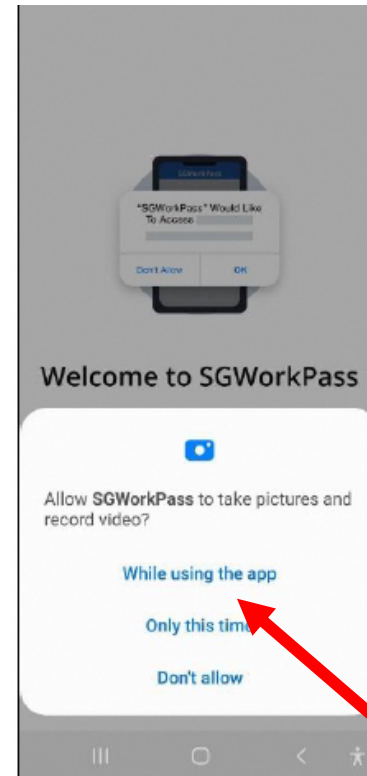 SGWorkPass
"SGWorkPass" Would Like
To Access
Don't Allow
OK
Welcome to SGWorkPass
Allow SGWorkPass to take pictures and
record video?
While using the app
Only this time
Don't allow